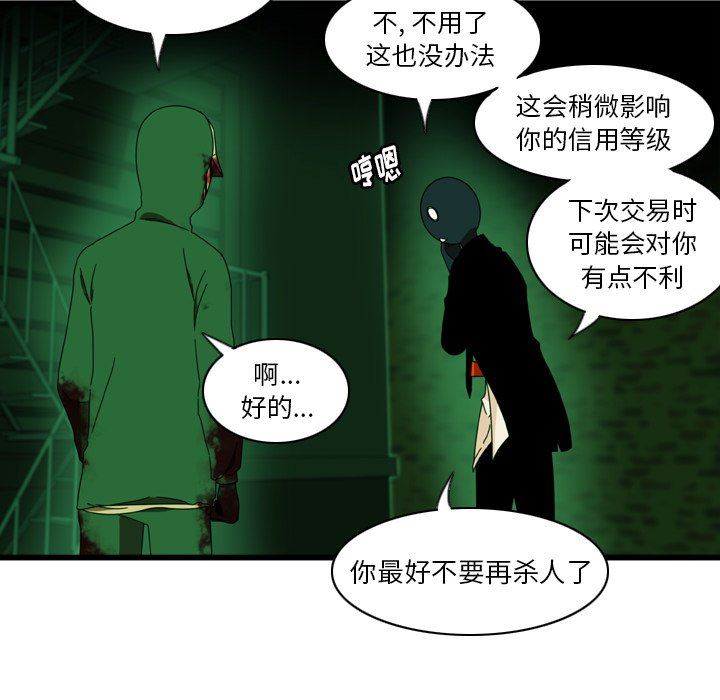 不, 不用了
这也没办法
这会稍微影响
你的信用等级
哼嗯
下次交易时
可能会对你
有点不利
啊...
好的...
你最好不要再杀人了